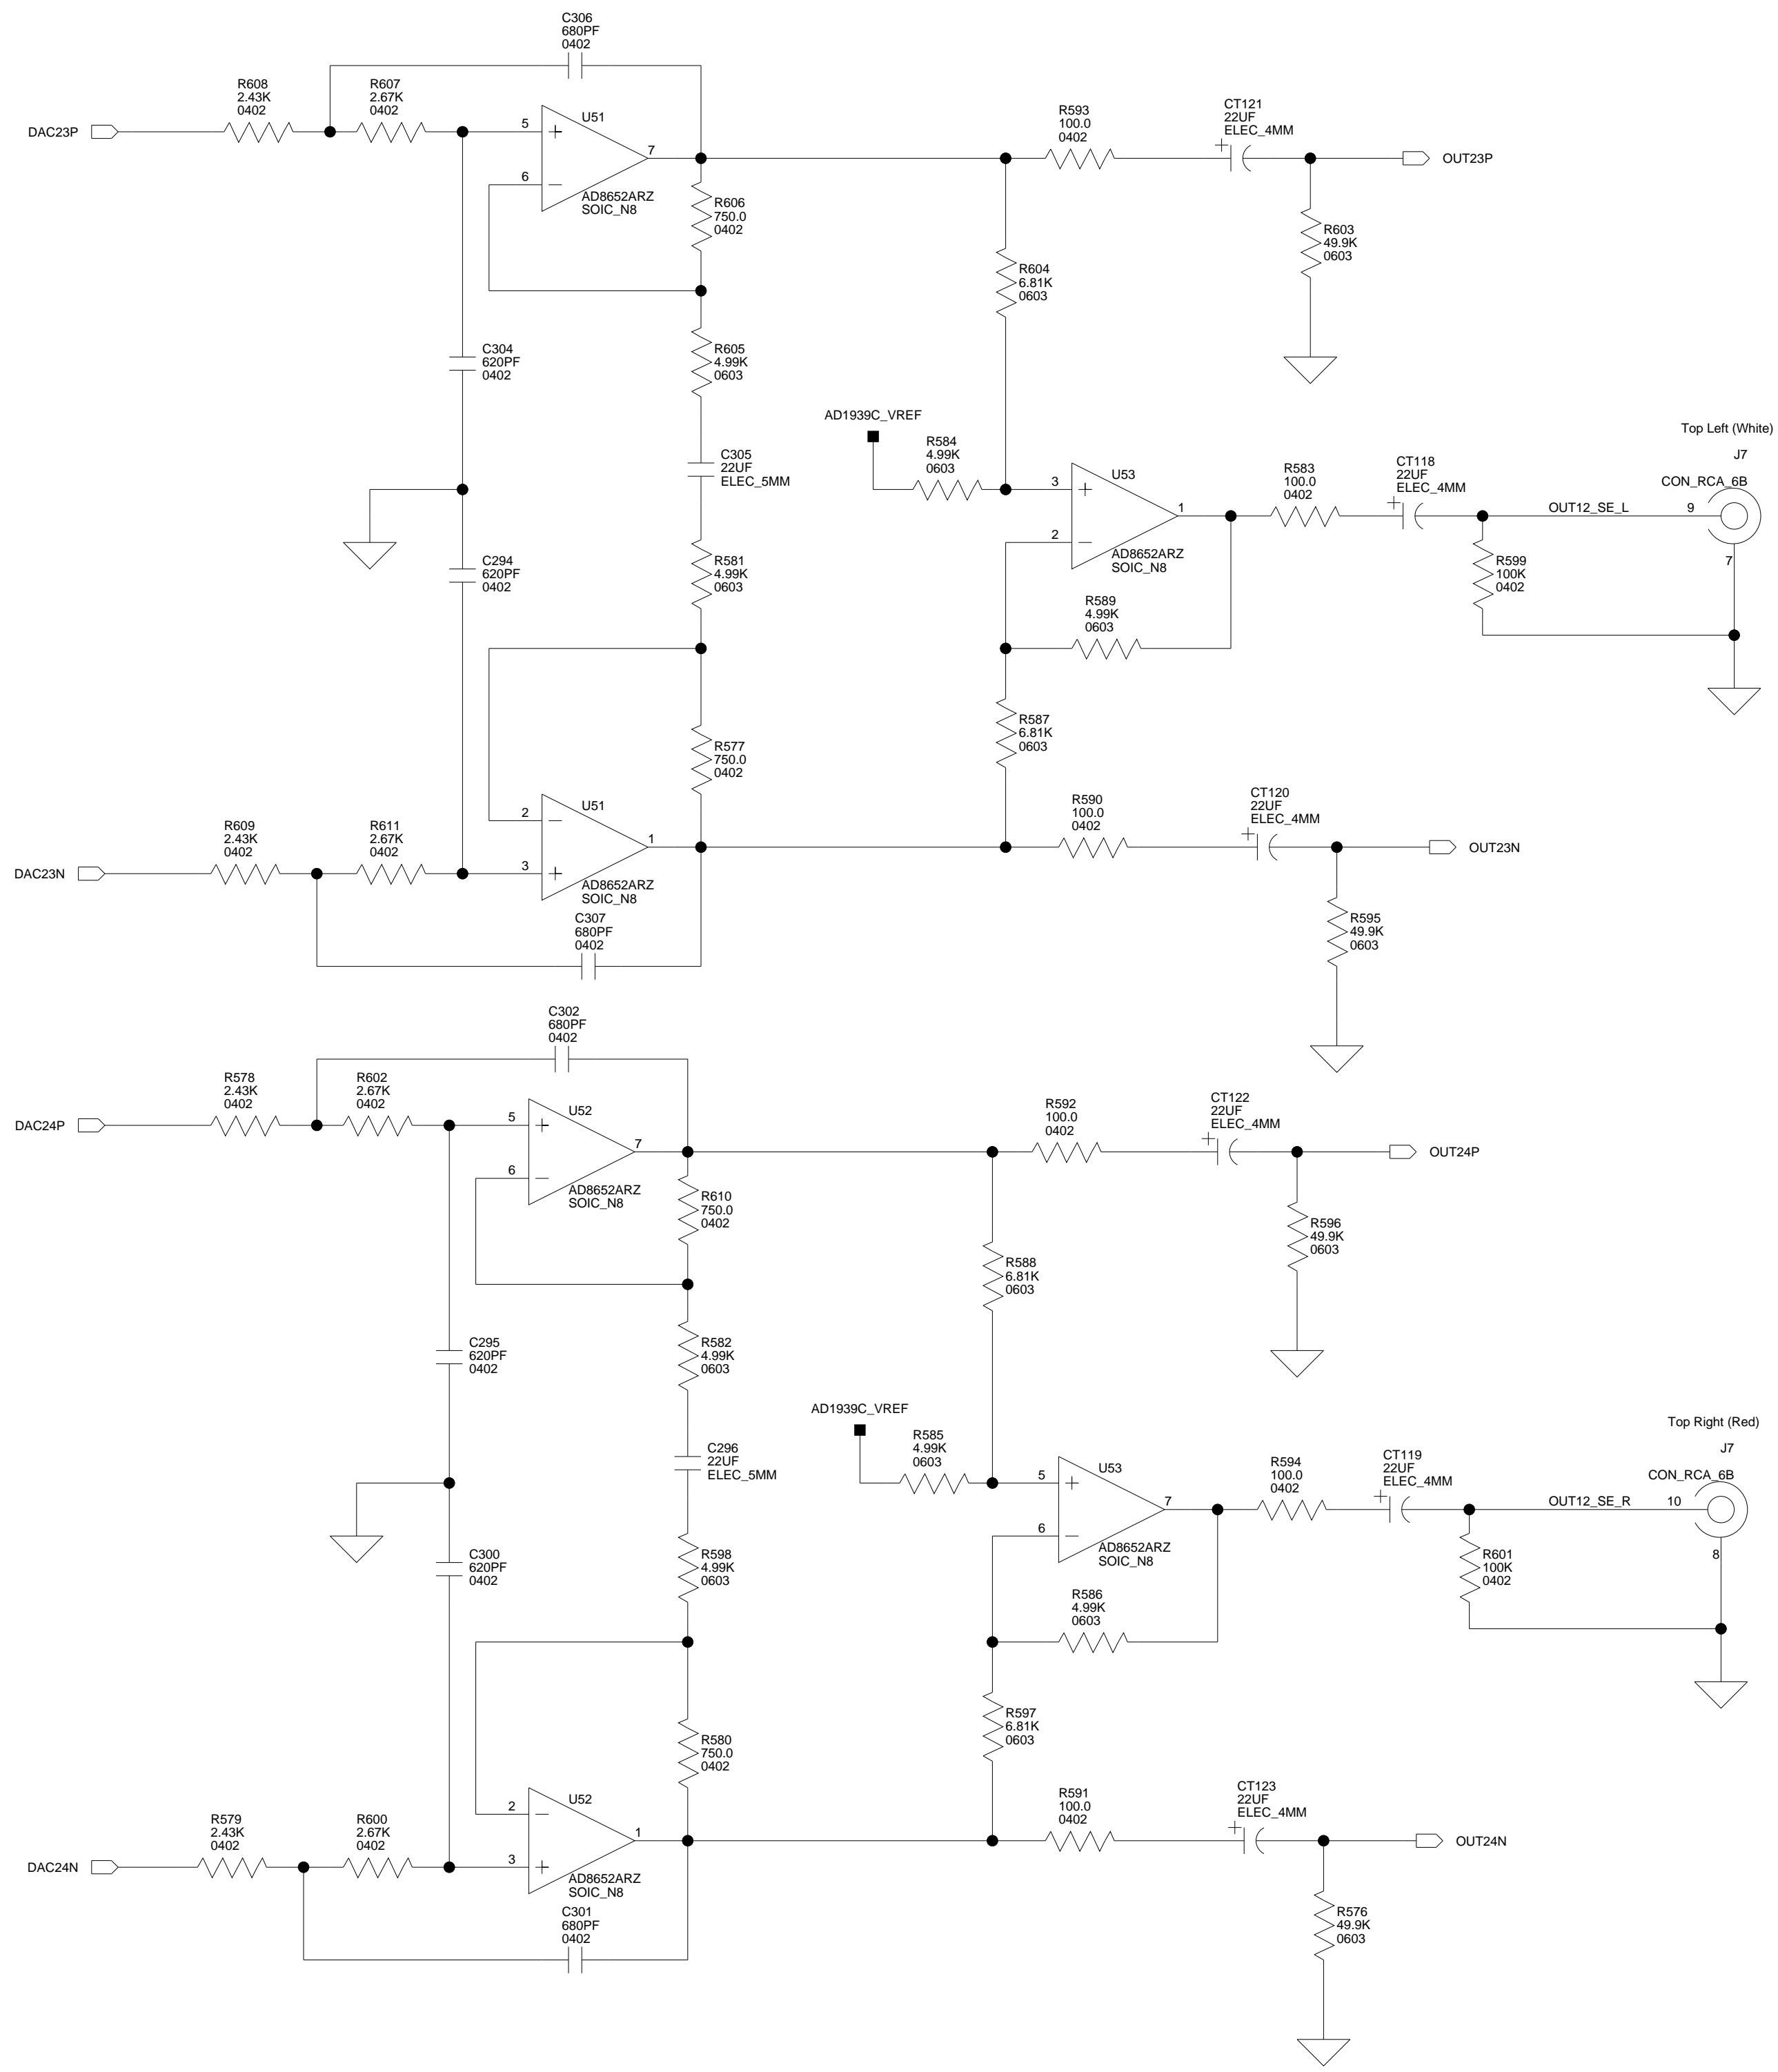 C306
680PF
0402
R608
2.43K
0402
R607
2.67K
0402
DAC23P
5
6
7
U51
AD8652ARZ
SOIC_N8
R593
100.0
0402
CT121
22UF
ELEC_4MM
OUT23P
R606
750.0
0402
R603
49.9K
0603
R604
6.81K
0603
C304
620PF
0402
R605
4.99K
0603
AD1939C_VREF
R584
4.99K
0603
C305
22UF
ELEC_5MM
3
2
1
U53
AD8652ARZ
SOIC_N8
R583
100.0
0402
CT118
22UF
ELEC_4MM
Top Left (White)
J7
CON_RCA_6B
OUT12_SE_L
9
7
R599
100K
0402
C294
620PF
0402
R581
4.99K
0603
R589
4.99K
0603
R587
6.81K
0603
R577
750.0
0402
R609
2.43K
0402
R611
2.67K
0402
DAC23N
2
3
1
U51
AD8652ARZ
SOIC_N8
R590
100.0
0402
CT120
22UF
ELEC_4MM
OUT23N
C307
680PF
0402
R595
49.9K
0603
C302
680PF
0402
R578
2.43K
0402
R602
2.67K
0402
DAC24P
5
6
7
U52
AD8652ARZ
SOIC_N8
R592
100.0
0402
CT122
22UF
ELEC_4MM
OUT24P
R610
750.0
0402
R596
49.9K
0603
R588
6.81K
0603
C295
620PF
0402
R582
4.99K
0603
AD1939C_VREF
R585
4.99K
0603
C296
22UF
ELEC_5MM
5
6
7
U53
AD8652ARZ
SOIC_N8
R594
100.0
0402
CT119
22UF
ELEC_4MM
Top Right (Red)
J7
CON_RCA_6B
OUT12_SE_R
10
8
R601
100K
0402
C300
620PF
0402
R598
4.99K
0603
R586
4.99K
0603
R597
6.81K
0603
R580
750.0
0402
R579
2.43K
0402
R600
2.67K
0402
DAC24N
2
3
1
U52
AD8652ARZ
SOIC_N8
R591
100.0
0402
CT123
22UF
ELEC_4MM
OUT24N
C301
680PF
0402
R576
49.9K
0603